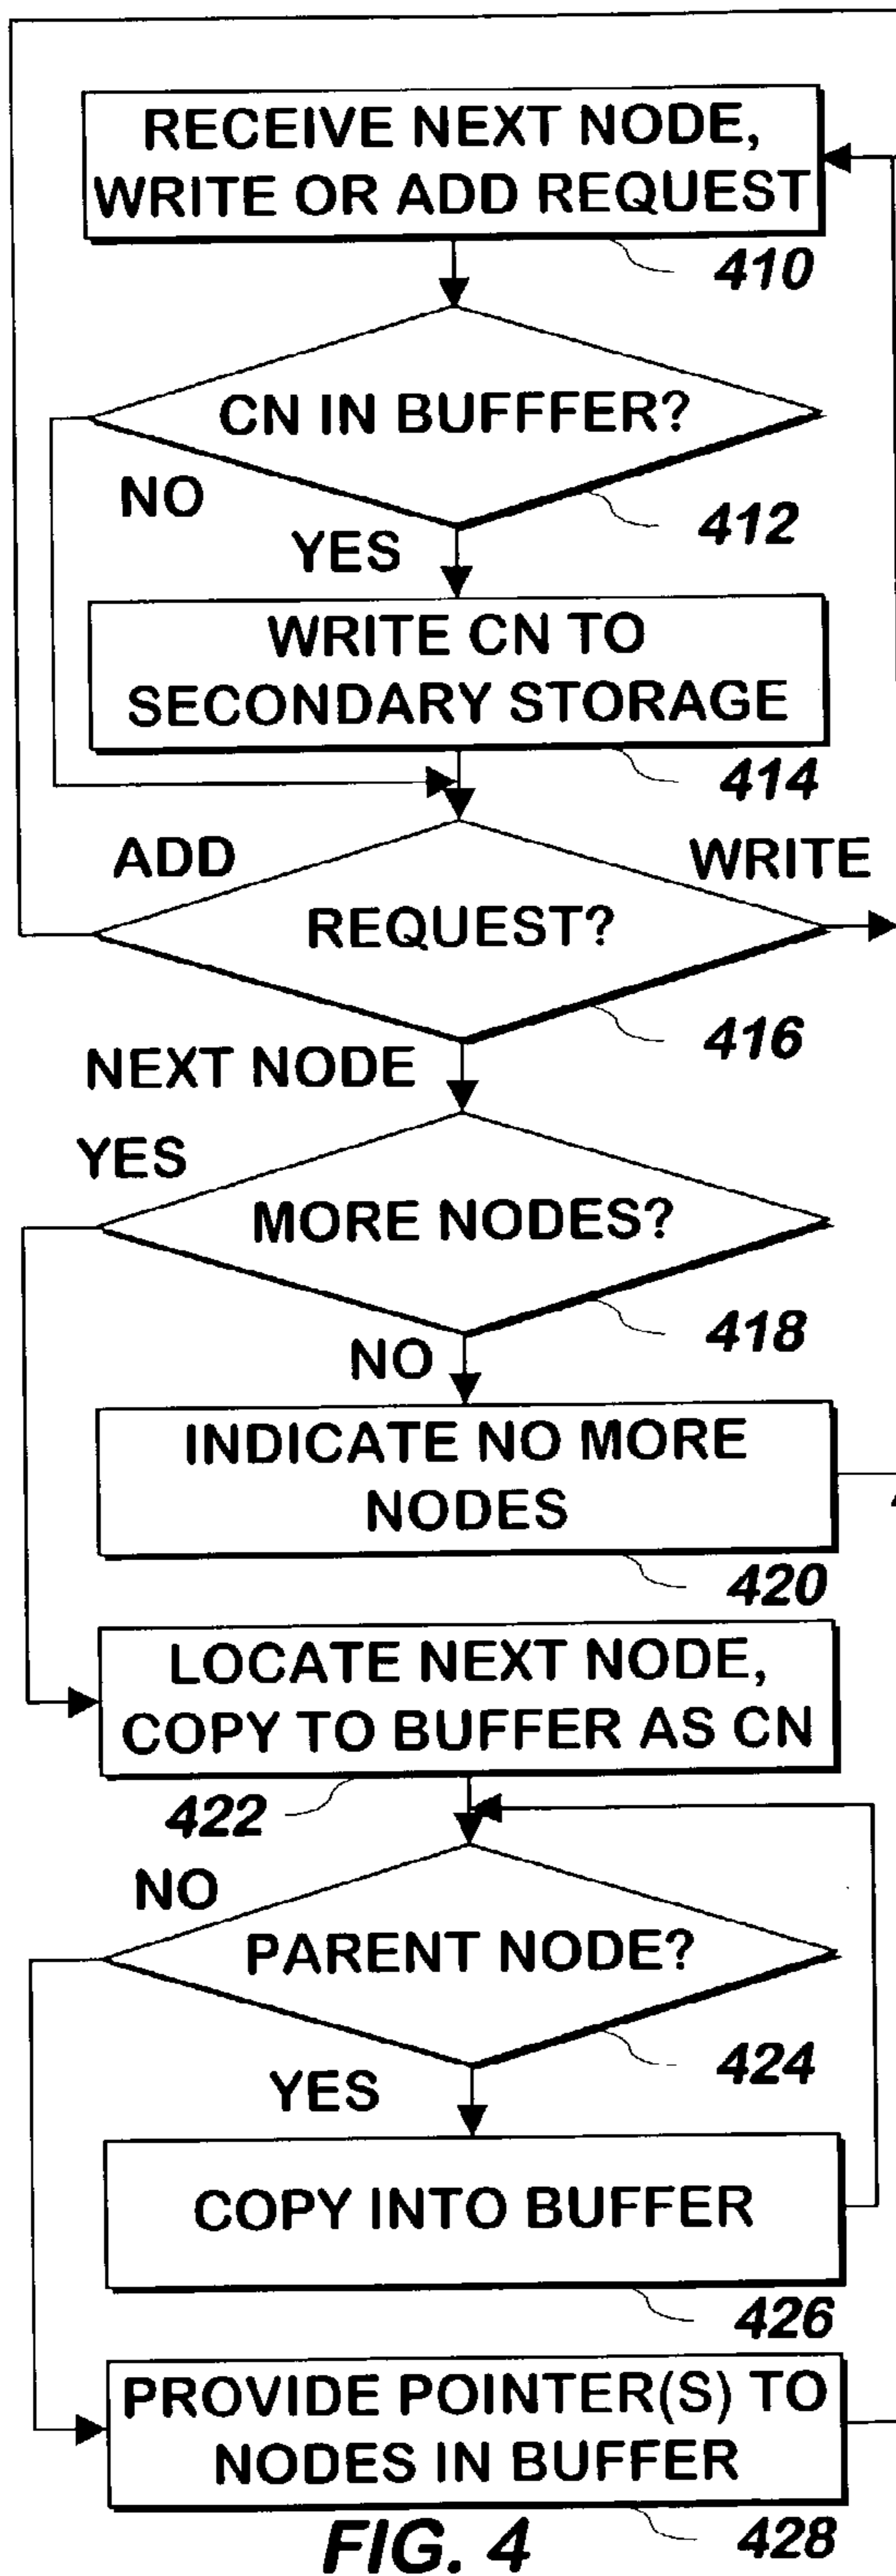 RECEIVE NEXT NODE,
WRITE OR ADD REQUEST
410
CN IN BUFFFER?
NO
412
YES
WRITE CN TO
SECONDARY STORAGE
414
ADD
WRITE
REQUEST?
416
NEXT NODE
YES
MORE NODES?
418
NO
INDICATE NO MORE
NODES
420
LOCATE NEXT NODE,
COPY TO BUFFER AS CN
422
NO
PARENT NODE?
424
YES
COPY INTO BUFFER
426
PROVIDE POINTER(S) TO
NODES IN BUFFER
428
FIG. 4